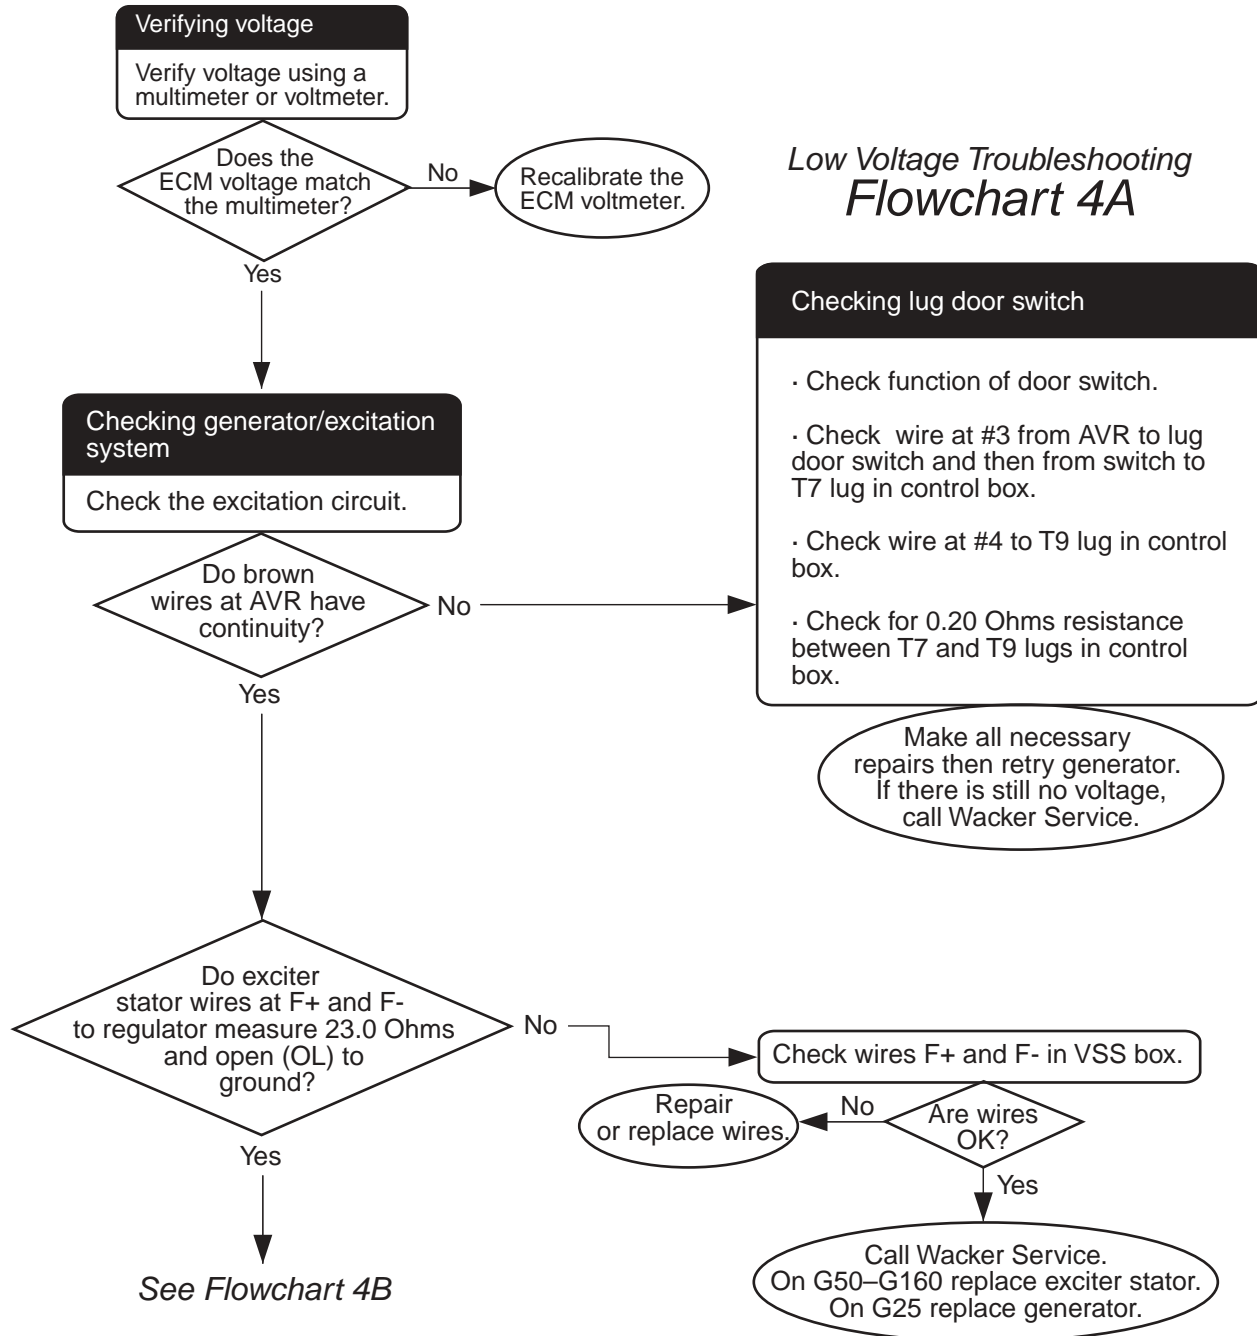 Verifying voltage
Verify voltage using a
multimeter or voltmeter.
Does the
ECM voltage match
the multimeter?
No
Recalibrate the
ECM voltmeter.
Yes
Low Voltage Troubleshooting
Flowchart 4A
Checking generator/excitation
system
Check the excitation circuit.
Do brown
wires at AVR have
continuity?
No
Checking lug door switch
· Check function of door switch.
· Check wire at #3 from AVR to lug
door switch and then from switch to
T7 lug in control box.
· Check wire at #4 to T9 lug in control
box.
· Check for 0.20 Ohms resistance
between T7 and T9 lugs in control
box.
Make all necessary
repairs then retry generator.
If there is still no voltage,
call Wacker Service.
Yes
Do exciter
stator wires at F+ and F-
to regulator measure 23.0 Ohms
and open (OL) to
ground?
No
Check wires F+ and F- in VSS box.
Are wires
OK?
No
Repair
or replace wires.
Yes
Call Wacker Service.
On G50–G160 replace exciter stator.
On G25 replace generator.
Yes
See Flowchart 4B